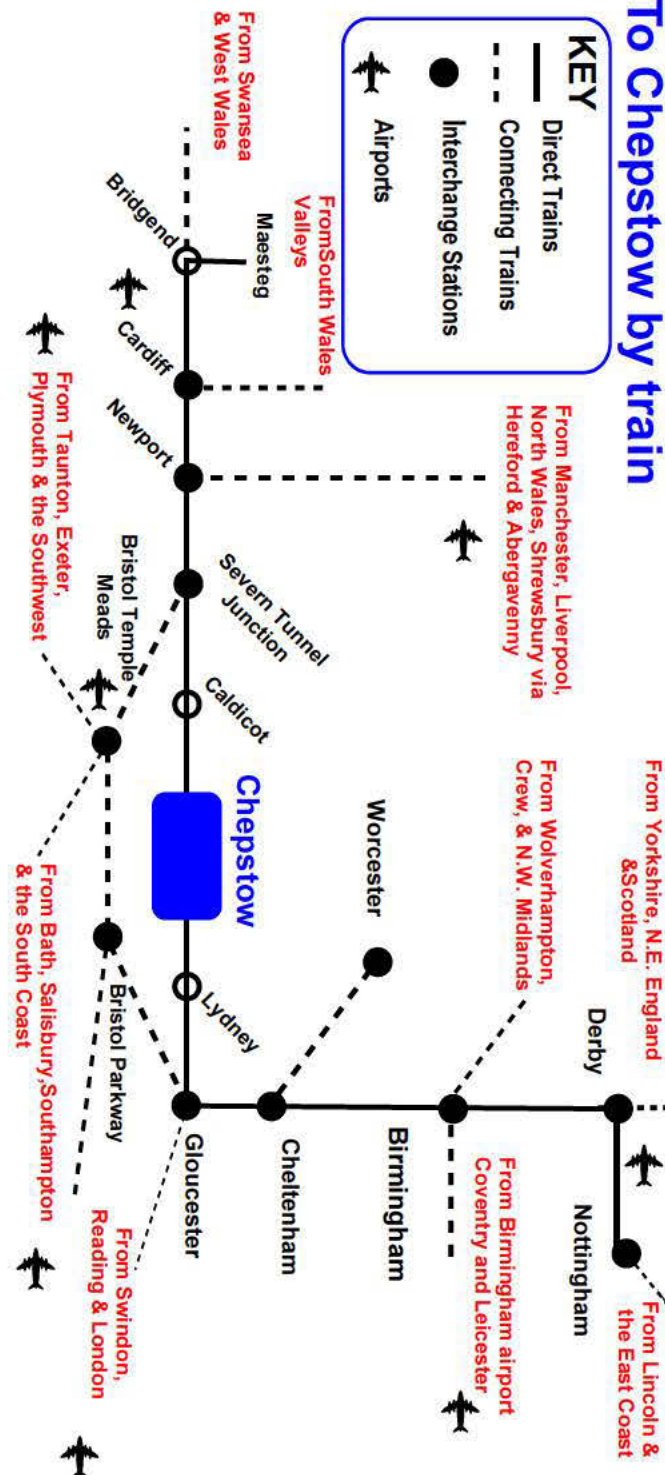 To Chepstow by train
KEY
Direct Trains
Connecting Trains
Interchange Stations
Airports
From Yorkshire, N.E. England
&Scotland
Derby
Nottingham
From Lincoln &
the East Coast
From Manchester, Liverpool,
North Wales, Shrewsbury via
Hereford & Abergavenny
From Wolverhampton,
Crew, & N.W. Midlands
Birmingham
From Birmingham airport
Coventry and Leicester
Worcester
Cheltenham
From Swansea
& West Wales
FromSouth Wales
Valleys
Maesteg
Bridgend
Cardiff
Newport
Severn Tunnel
Junction
Caldicot
Chepstow
Lydney
Gloucester
Bristol Temple
Meads
Bristol Parkway
From Taunton, Exeter,
Plymouth & the Southwest
From Bath, Salisbury,Southampton
& the South Coast
From Swindon,
Reading & London